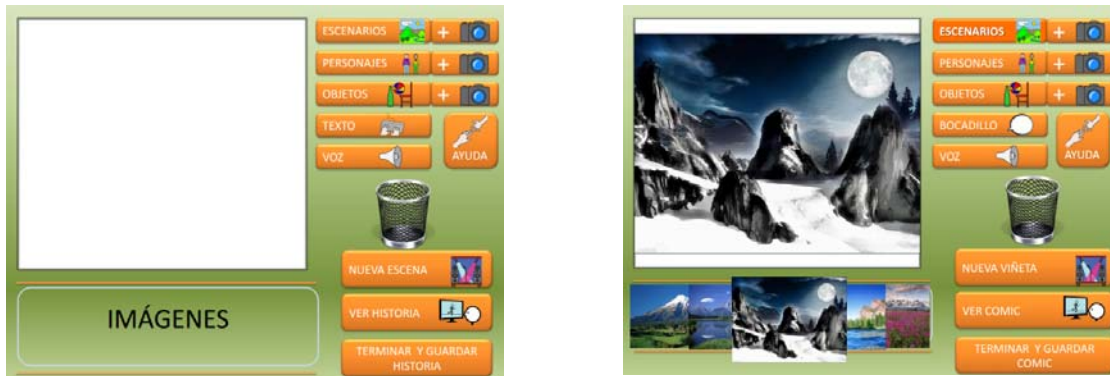 ESCENARIOS +
PERSONAJES +
OBJETOS +
TEXTO
VOZ
AYUDA
NUEVA ESCENA
VER HISTORIA
TERMINAR Y GUARDAR
HISTORIA
IMÁGENES
ESCENARIOS +
PERSONAJES +
OBJETOS +
BOCADILLO
VOZ
AYUDA
NUEVA VIÑETA
VER COMIC
TERMINAR Y GUARDAR
COMIC